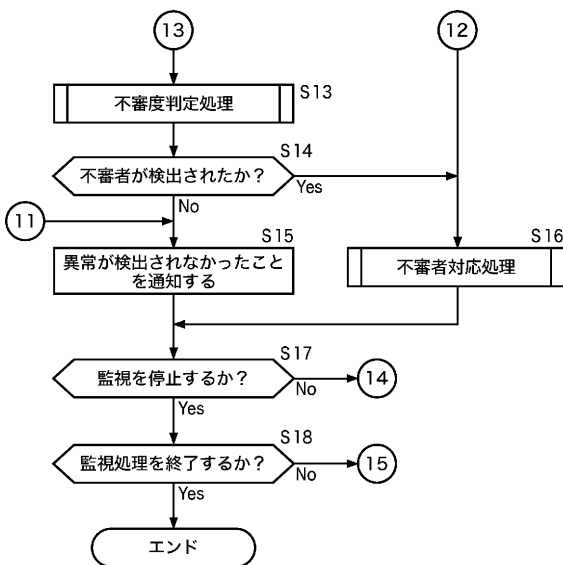 13
12
不審度判定処理
S13
不審者が検出されたか？
S14
Yes
No
11
異常が検出されなかったこと
を通知する
S15
不審者対応処理
S16
監視を停止するか？
S17
No
14
Yes
監視処理を終了するか？
S18
No
15
Yes
エンド